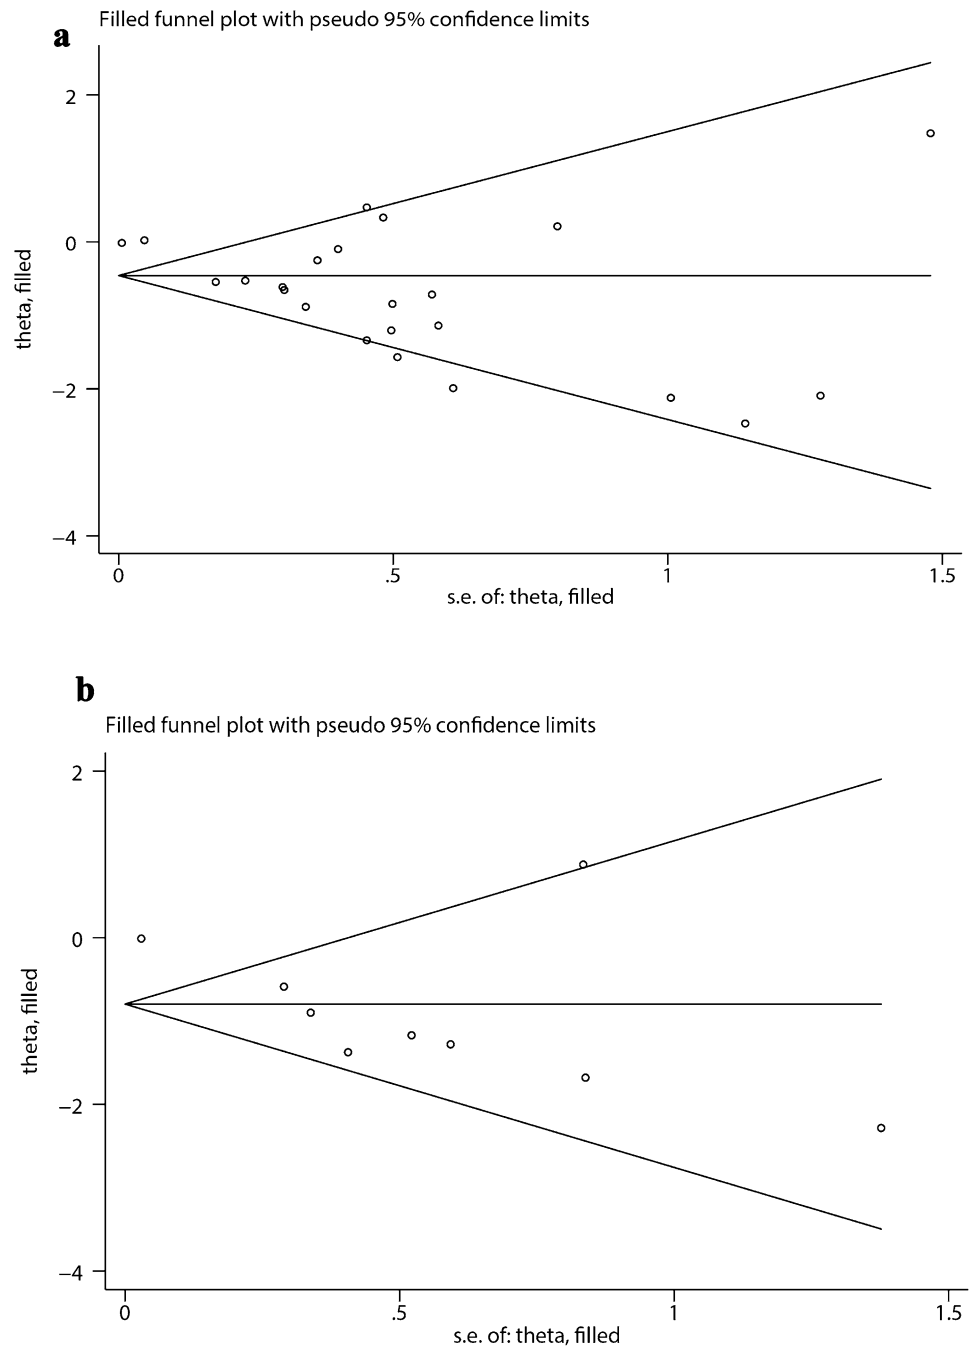 a
Filled funnel plot with pseudo 95% confidence limits
2
0
−2
−4
theta, filled
0 .5 1 1.5
s.e. of: theta, filled
b
Filled funnel plot with pseudo 95% confidence limits
2
0
−2
−4
theta, filled
0 .5 1 1.5
s.e. of: theta, filled